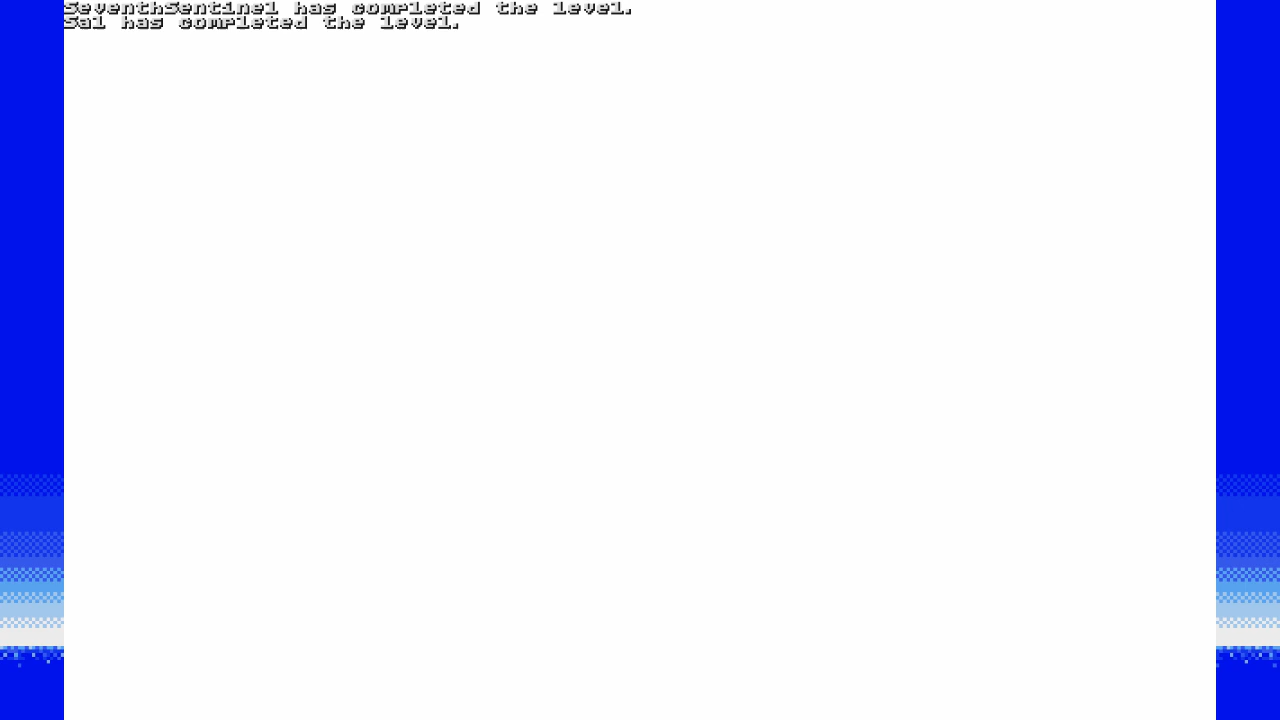 SeventhSentinel has completed the level.
Sal has completed the level.